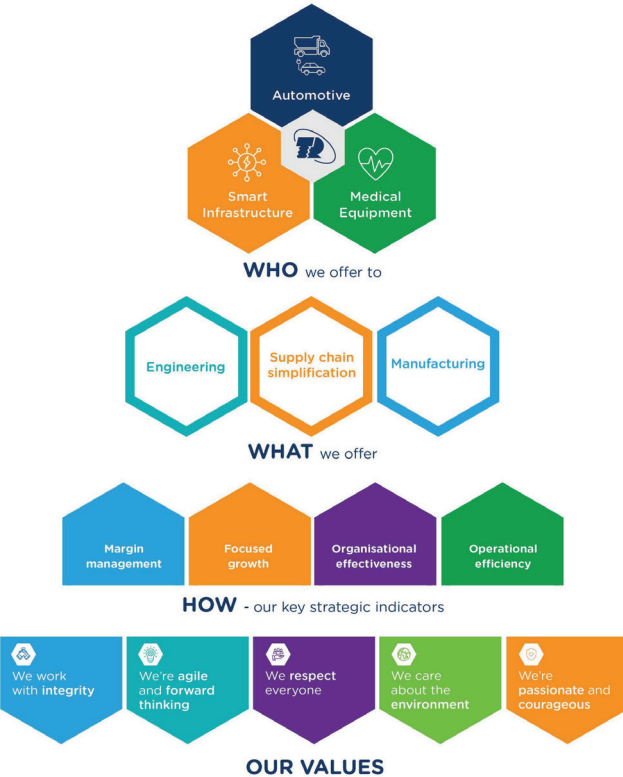 Automotive
TR
Smart
Infrastructure
Medical
Equipment
WHO we offer to
Engineering
Supply chain
simplification
Manufacturing
WHAT we offer
Margin
management
Focused
growth
Organisational
effectiveness
Operational
efficiency
HOW - our key strategic indicators
We work
with integrity
We're agile
and forward
thinking
We respect
everyone
We care
about the
environment
We're
passionate and
courageous
OUR VALUES